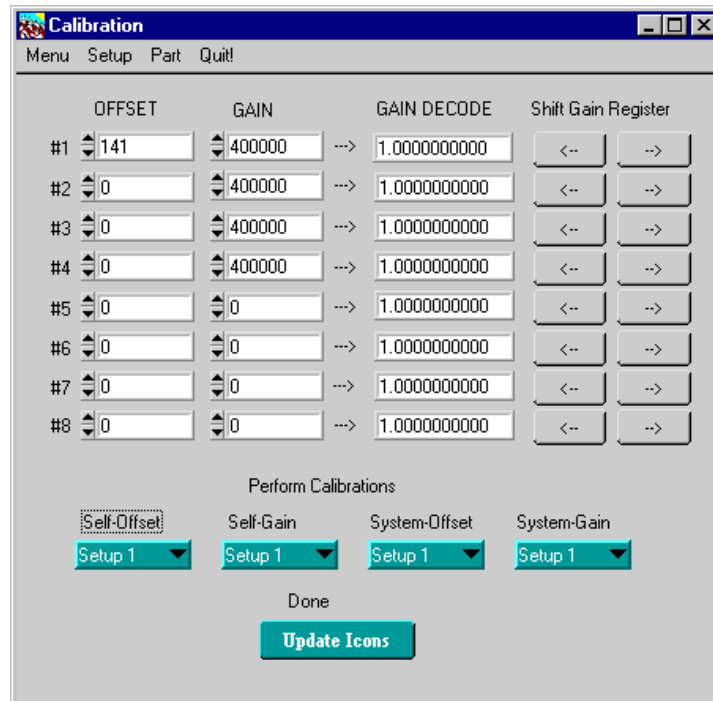 Calibration
Menu Setup Part Quit!
OFFSET GAIN GAIN DECODE Shift Gain Register
#1 141 400000 ---> 1.0000000000 <-- -->
#2 0 400000 ---> 1.0000000000 <-- -->
#3 0 400000 ---> 1.0000000000 <-- -->
#4 0 400000 ---> 1.0000000000 <-- -->
#5 0 0 ---> 1.0000000000 <-- -->
#6 0 0 ---> 1.0000000000 <-- -->
#7 0 0 ---> 1.0000000000 <-- -->
#8 0 0 ---> 1.0000000000 <-- -->
Perform Calibrations
Self-Offset Self-Gain System-Offset System-Gain
Setup 1 Setup 1 Setup 1 Setup 1
Done
Update Icons